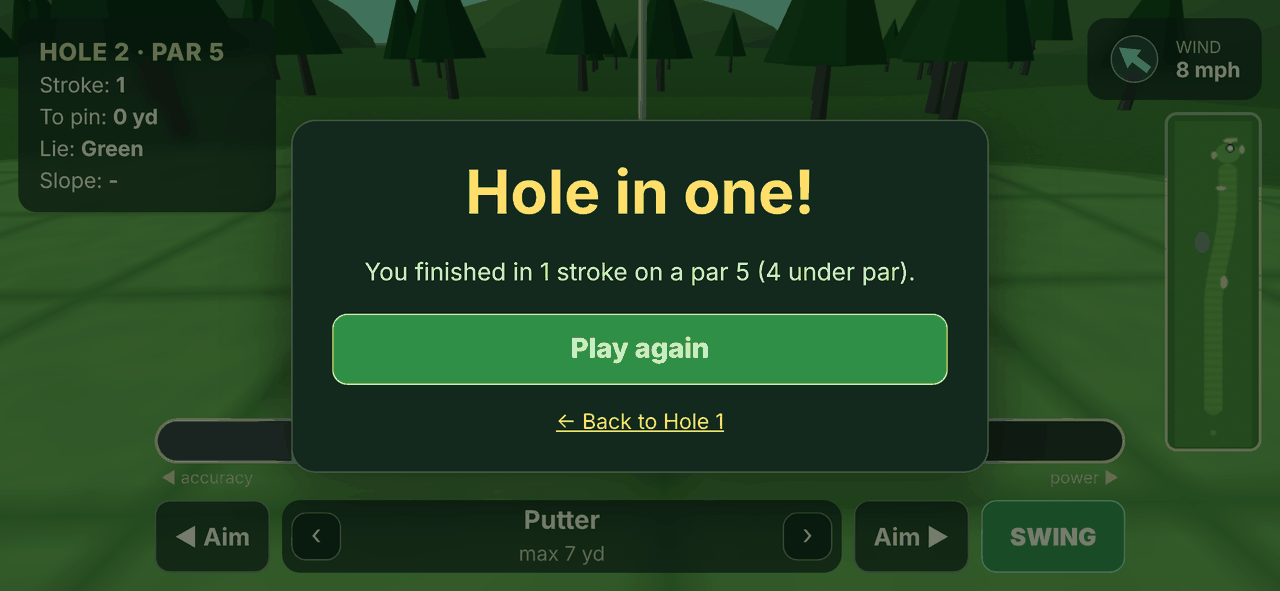 HOLE 2 · PAR 5
Stroke: 1
To pin: 0 yd
Lie: Green
Slope: -
WIND
8 mph
Hole in one!
You finished in 1 stroke on a par 5 (4 under par).
Play again
← Back to Hole 1
◀ accuracy
power ▶
◀ Aim
‹
Putter
max 7 yd
›
Aim ▶
SWING